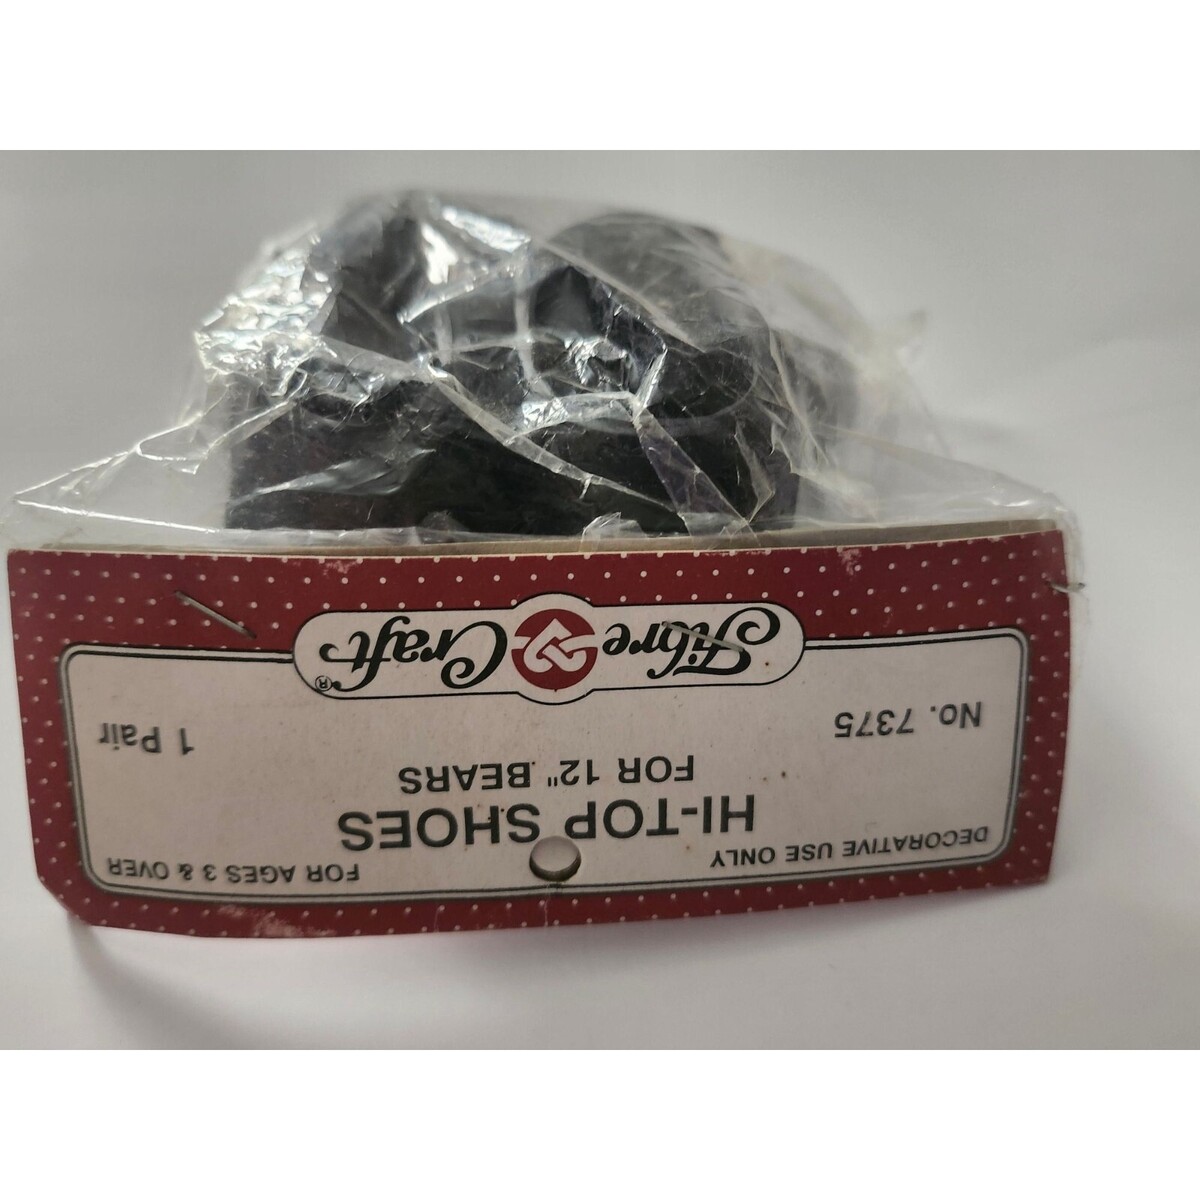 DECORATIVE USE ONLY
FOR AGES 3 & OVER
HI-TOP SHOES
FOR 12" BEARS
No. 7375
1 Pair
Fibre Craft®